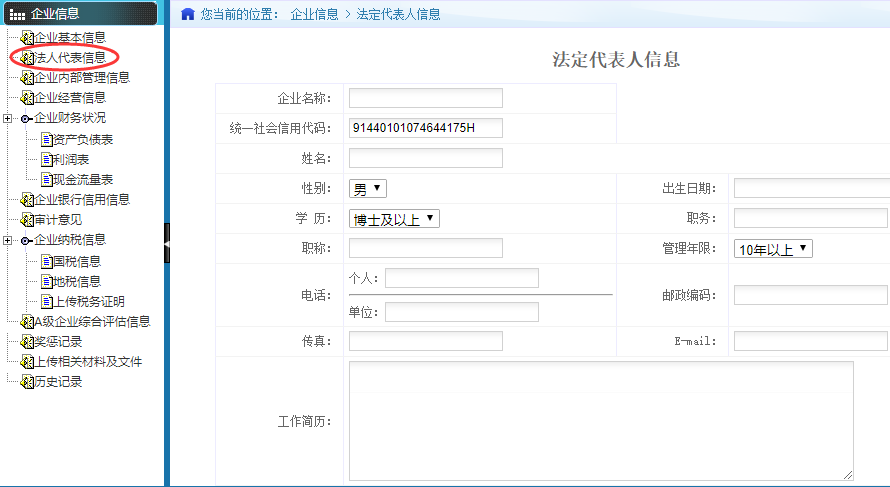 企业信息
企业基本信息
法人代表信息
企业内部管理信息
企业经营信息
企业财务状况
资产负债表
利润表
现金流量表
企业银行信用信息
审计意见
企业纳税信息
国税信息
地税信息
上传税务证明
A级企业综合评估信息
奖惩记录
上传相关材料及文件
历史记录
您当前的位置： 企业信息 > 法定代表人信息
法定代表人信息
企业名称：
统一社会信用代码： 91440101074644175H
姓名：
性别： 男 出生日期：
学 历： 博士及以上 职务：
职称： 管理年限： 10年以上
电话： 个人： 单位： 邮政编码：
传真： E-mail：
工作简历：